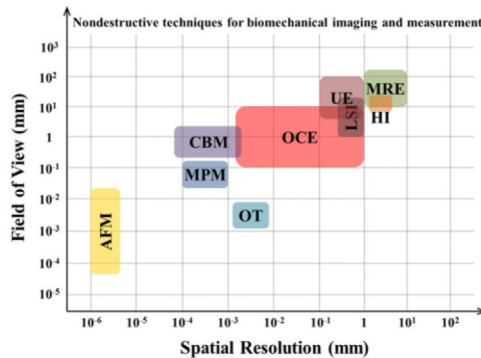 Nondestructive techniques for biomechanical imaging and measurement
Field of View (mm)
10³
10²
10¹
1
10⁻¹
10⁻²
10⁻³
10⁻⁴
10⁻⁵
MRE
UE
LSI
HI
OCE
CBM
MPM
OT
AFM
10⁻⁶ 10⁻⁵ 10⁻⁴ 10⁻³ 10⁻² 10⁻¹ 1 10¹ 10²
Spatial Resolution (mm)